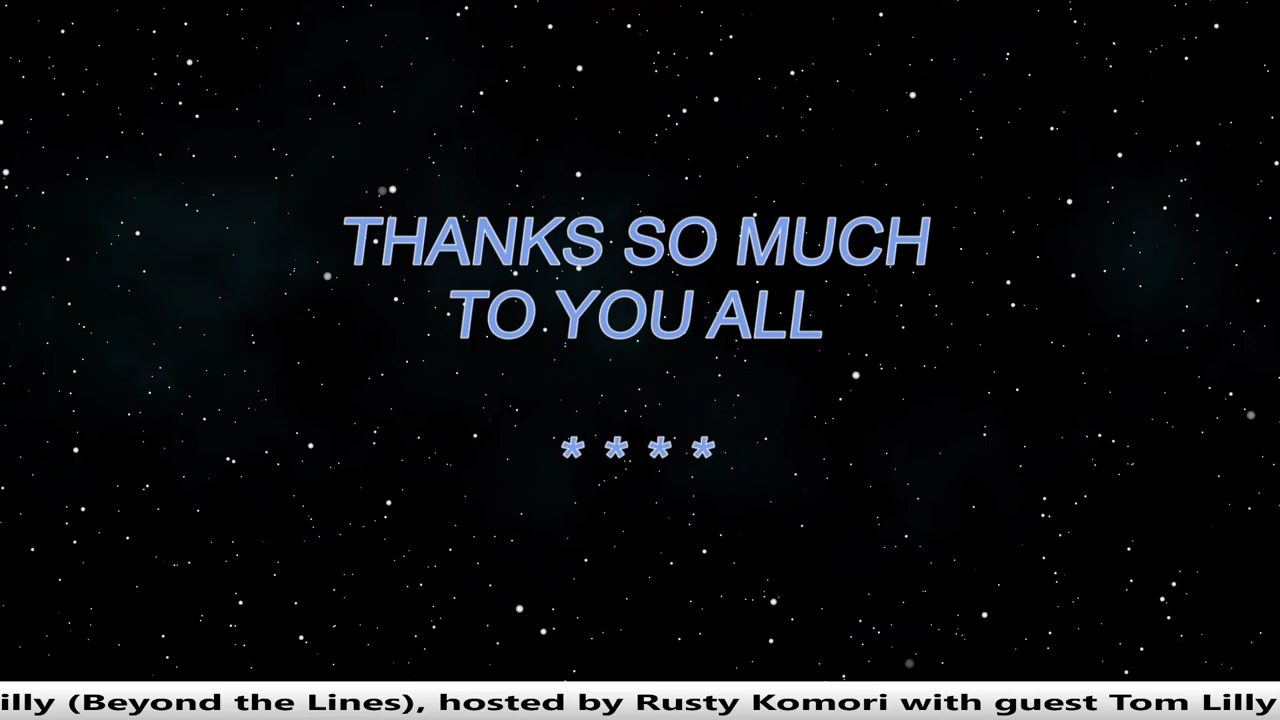 THANKS SO MUCH
TO YOU ALL
* * * *
illy (Beyond the Lines), hosted by Rusty Komori with guest Tom Lilly